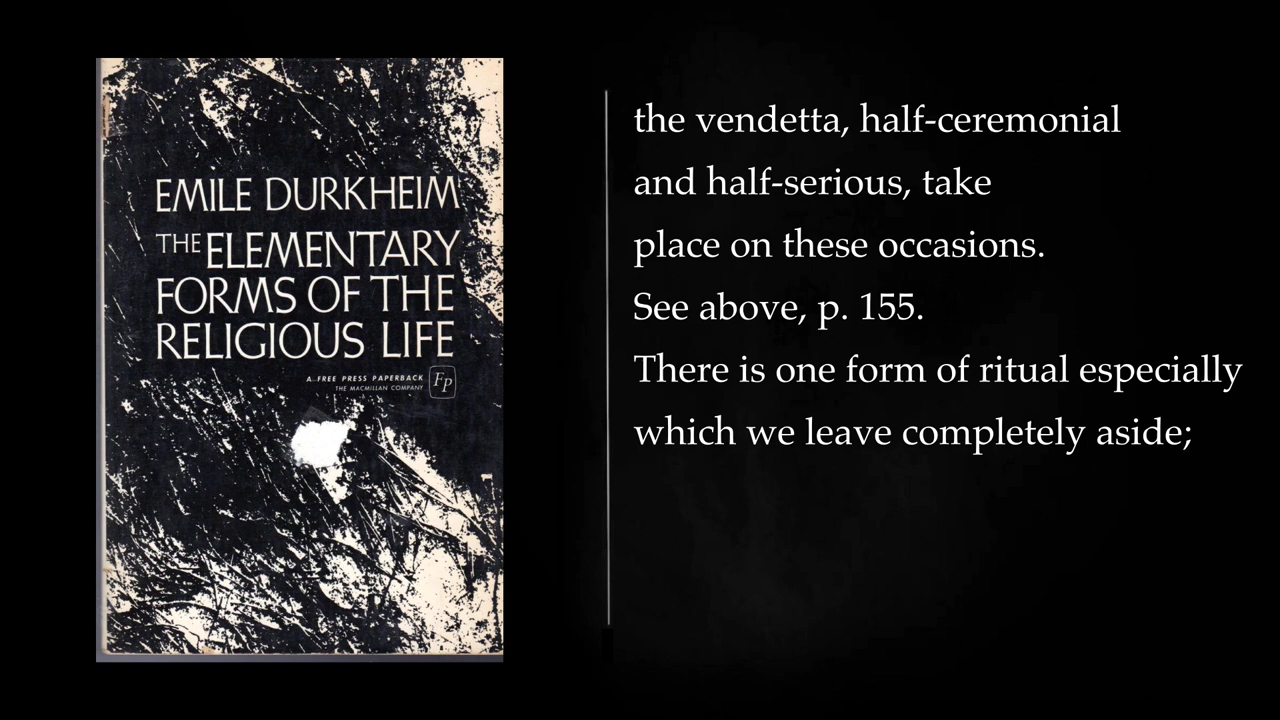 EMILE DURKHEIM
THE ELEMENTARY
FORMS OF THE
RELIGIOUS LIFE
A FREE PRESS PAPERBACK
THE MACMILLAN COMPANY
Fp
the vendetta, half-ceremonial
and half-serious, take
place on these occasions.
See above, p. 155.
There is one form of ritual especially
which we leave completely aside;